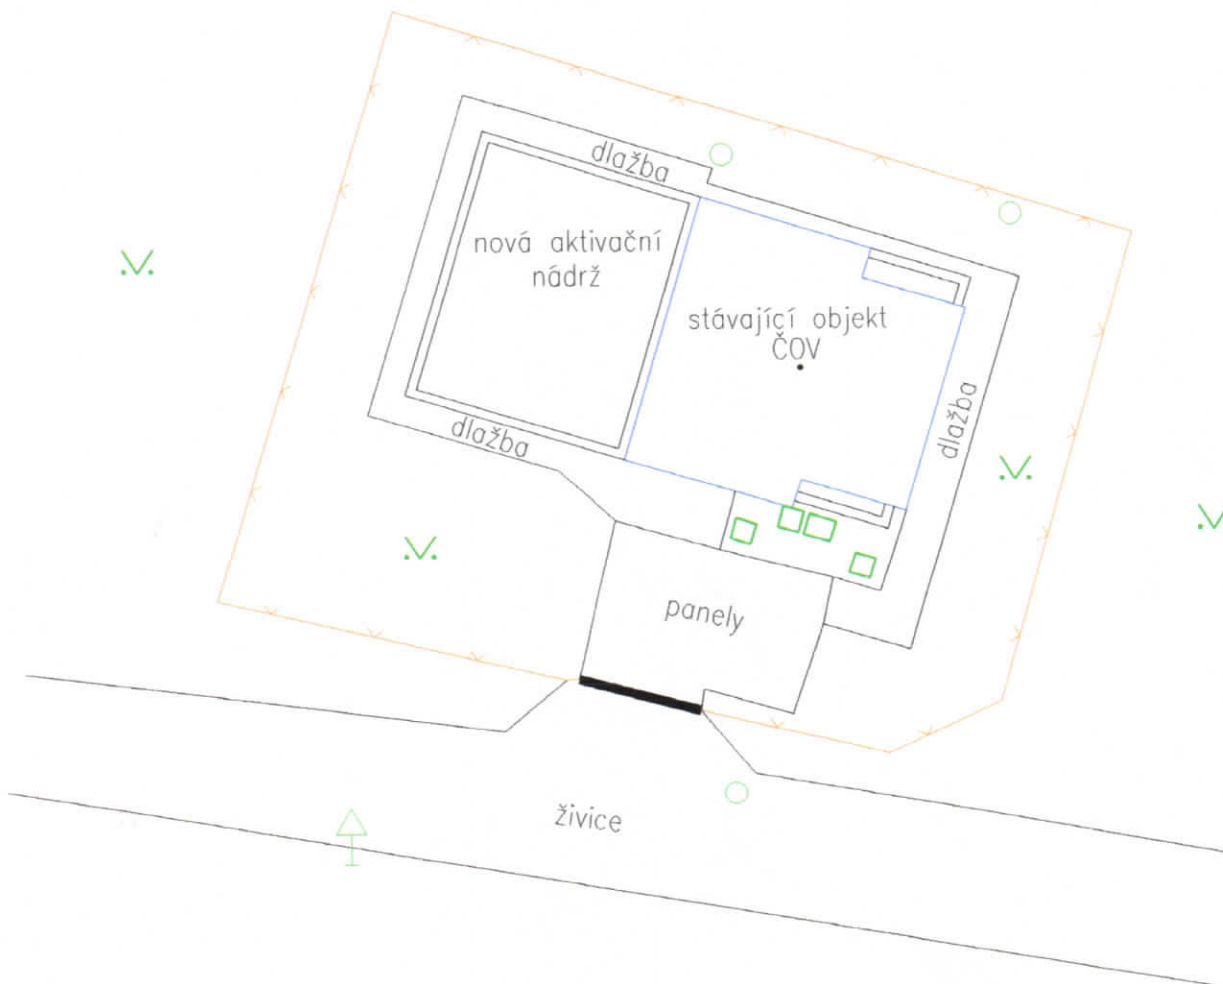 dlažba
nová aktivační
nádrž
stávající objekt
ČOV
dlažba
dlažba
panely
živice